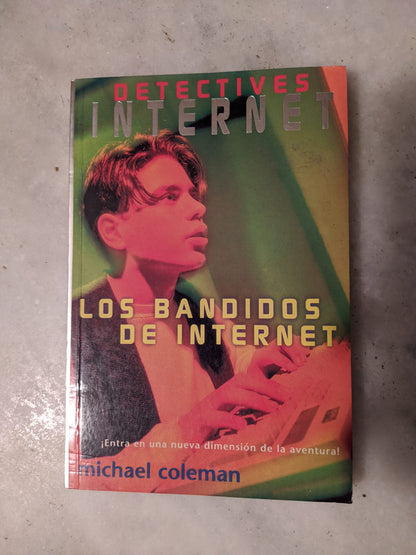 DETECTIVES
INTERNET
LOS BANDIDOS
DE INTERNET
¡Entra en una nueva dimensión de la aventura!
michael coleman